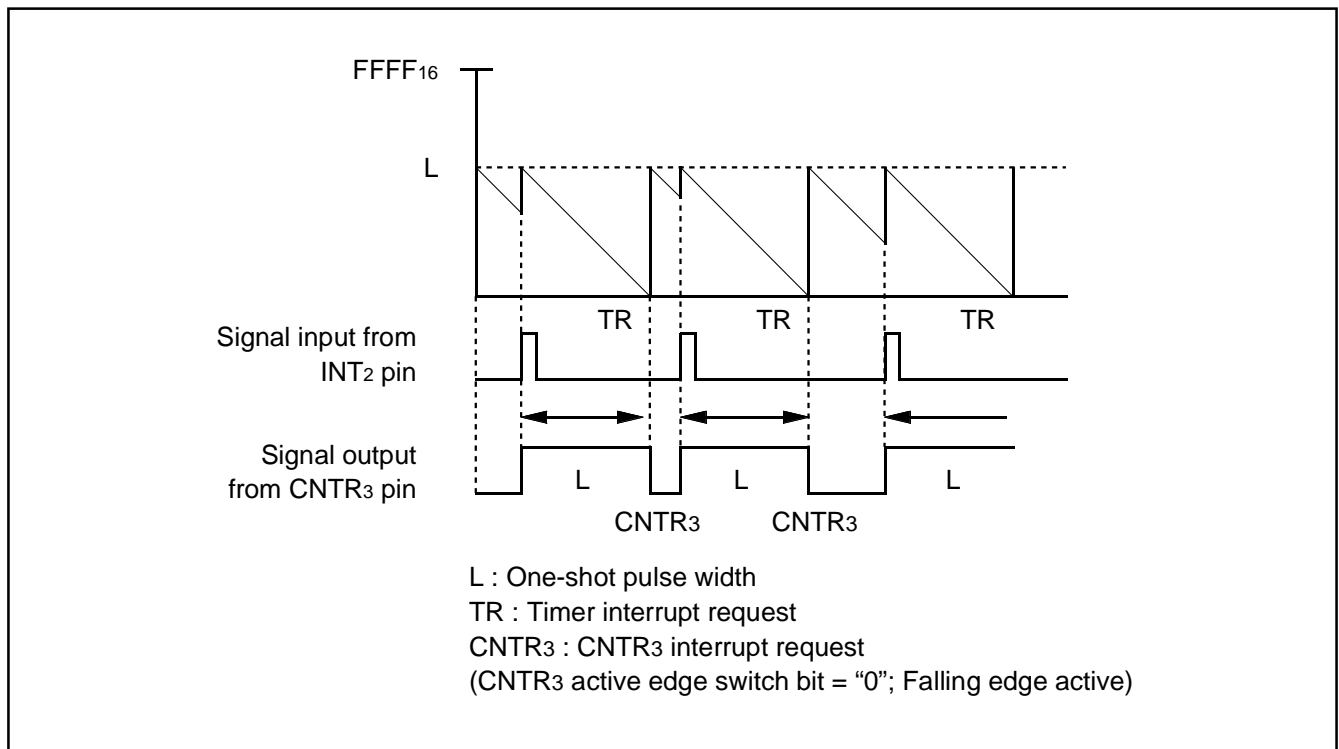 FFFF16
L
TR TR TR
Signal input from
INT2 pin
Signal output
from CNTR3 pin
L L L
CNTR3 CNTR3
L : One-shot pulse width
TR : Timer interrupt request
CNTR3 : CNTR3 interrupt request
(CNTR3 active edge switch bit = “0”; Falling edge active)